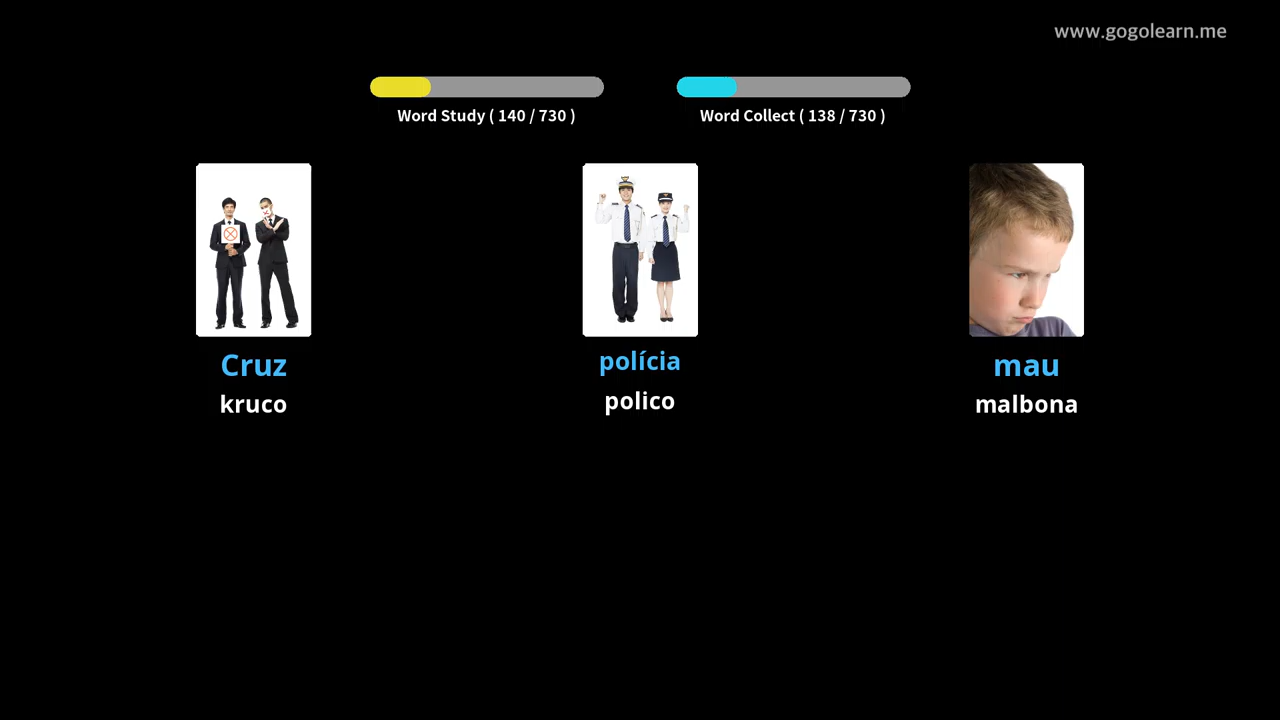 www.gogolearn.me
Word Study ( 140 / 730 )
Word Collect ( 138 / 730 )
Cruz
kruco
polícia
polico
mau
malbona